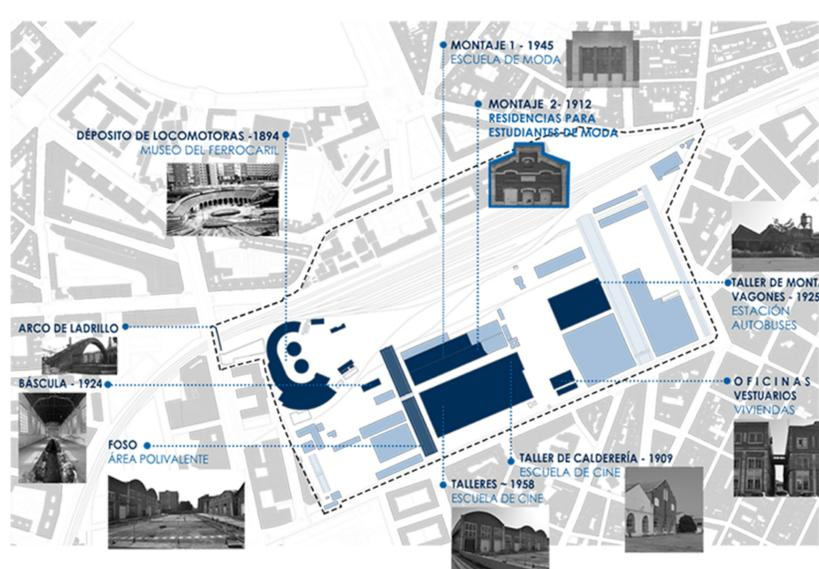 MONTAJE 1 - 1945
ESCUELA DE MODA
MONTAJE 2- 1912
RESIDENCIAS PARA
ESTUDIANTES DE MODA
DÉPOSITO DE LOCOMOTORAS -1894
MUSEO DEL FERROCARIL
TALLER DE MONT
VAGONES - 1925
ESTACIÓN
AUTOBUSES
ARCO DE LADRILLO
BÁSCULA - 1924
OFICINAS
VESTUARIOS
VIVIENDAS
FOSO
ÁREA POLIVALENTE
TALLER DE CALDERERÍA - 1909
ESCUELA DE CINE
TALLERES ~ 1958
ESCUELA DE CINE